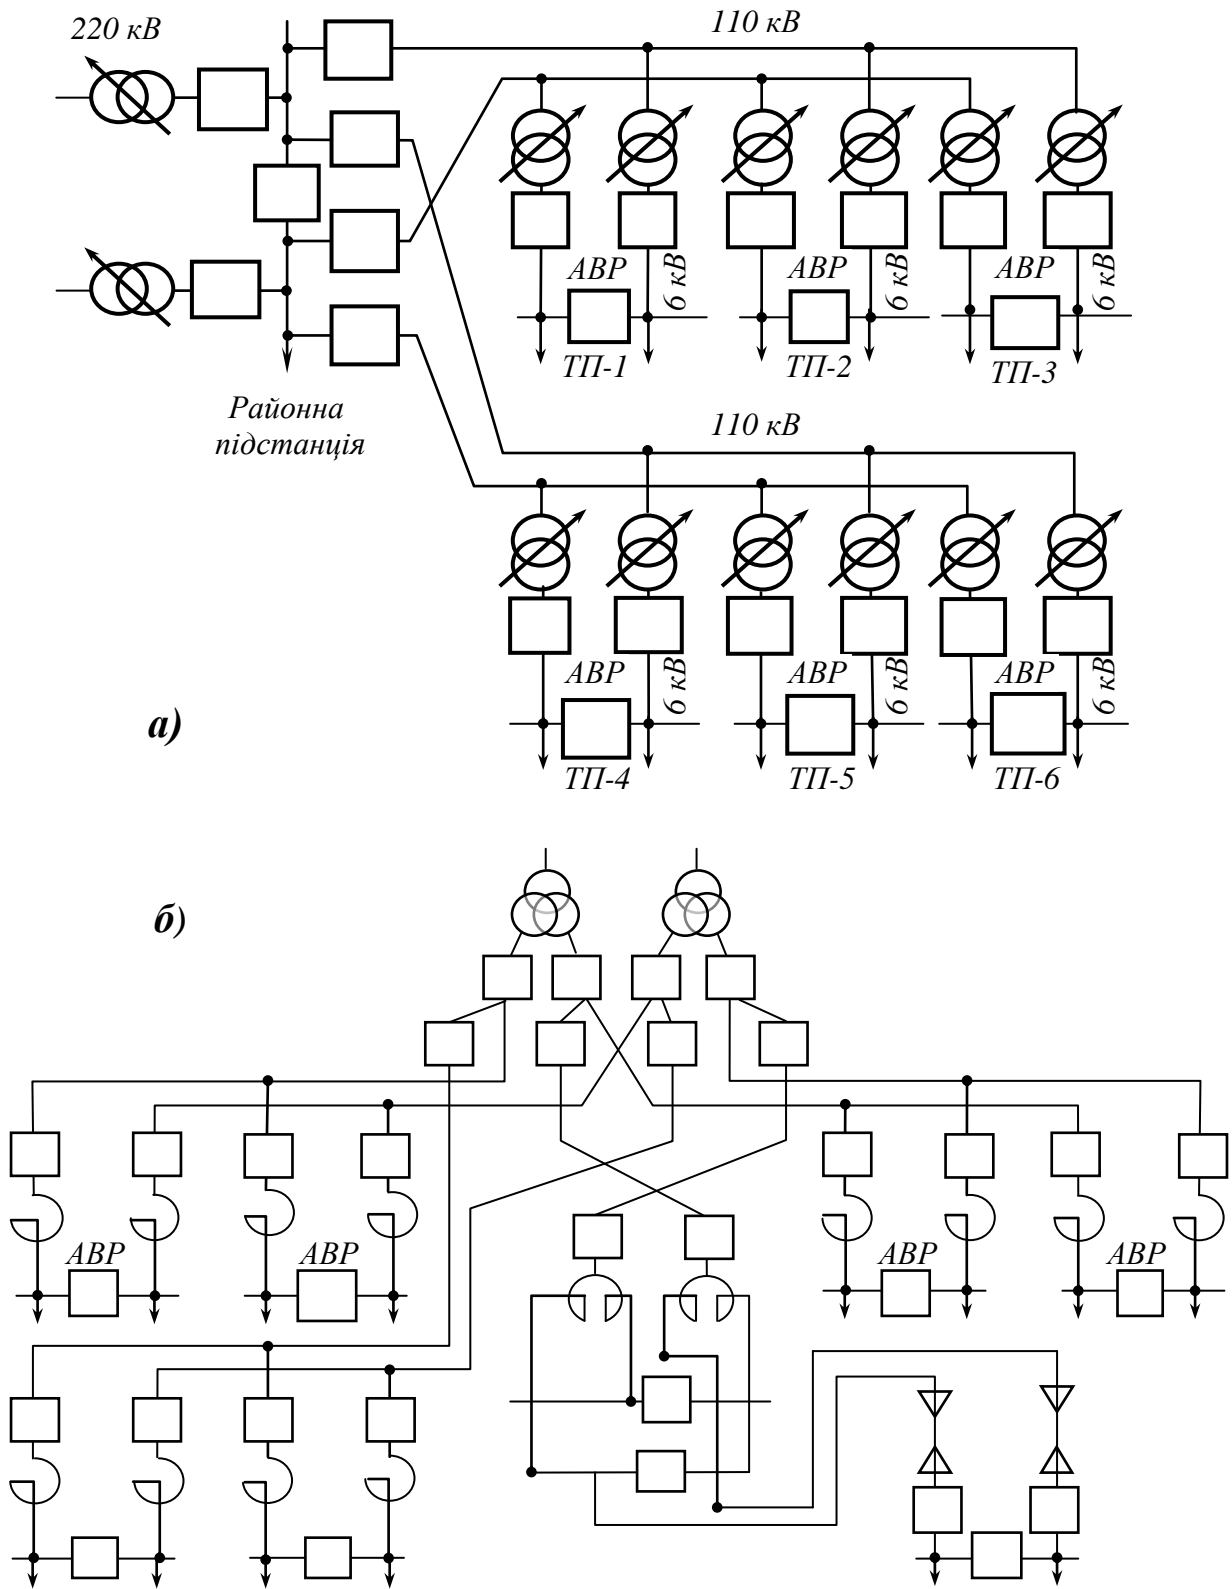 220 кВ
110 кВ
АВР
6 кВ
АВР
6 кВ
АВР
6 кВ
ТП-1
ТП-2
ТП-3
Районна
підстанція
110 кВ
АВР
6 кВ
АВР
6 кВ
АВР
6 кВ
а)
ТП-4
ТП-5
ТП-6
б)
АВР
АВР
АВР
АВР